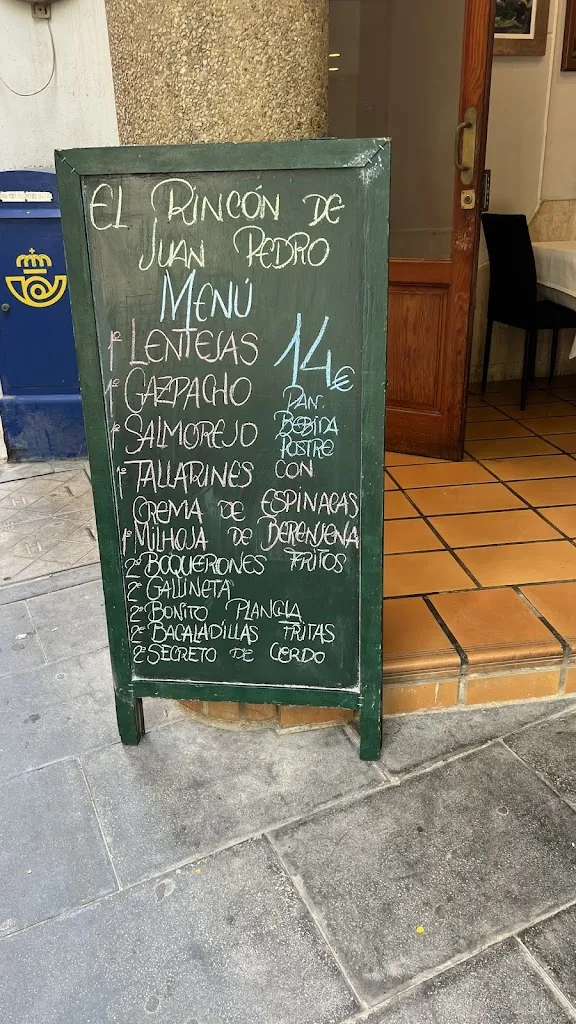 EL RINCÓN DE
JUAN PEDRO
MENÚ
14€
PAN.
BEBIDA
POSTRE
1º LENTEJAS
1º GAZPACHO
1º SALMOREJO
1º TALLARINES CON
CREMA DE ESPINACAS
1º MILHOJA DE BERENJENA
2º BOQUERONES FRITOS
2º GALLINETA
2º BONITO PLANCHA
2º BACALADILLAS FRITAS
2º SECRETO DE CERDO